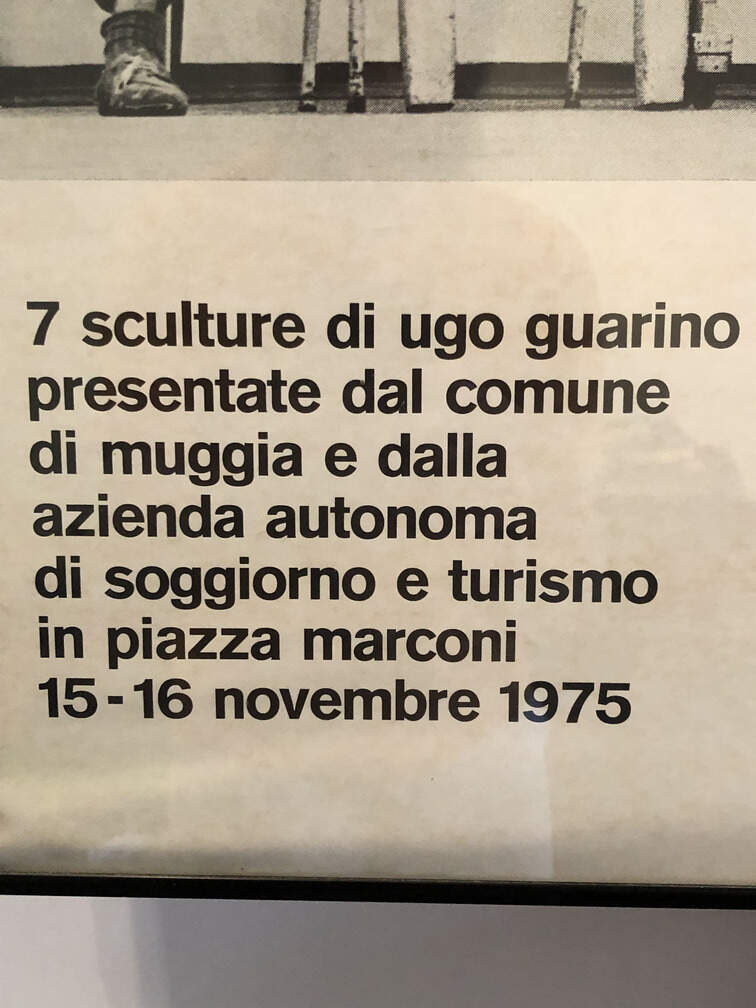 7 sculture di ugo guarino
presentate dal comune
di muggia e dalla
azienda autonoma
di soggiorno e turismo
in piazza marconi
15-16 novembre 1975